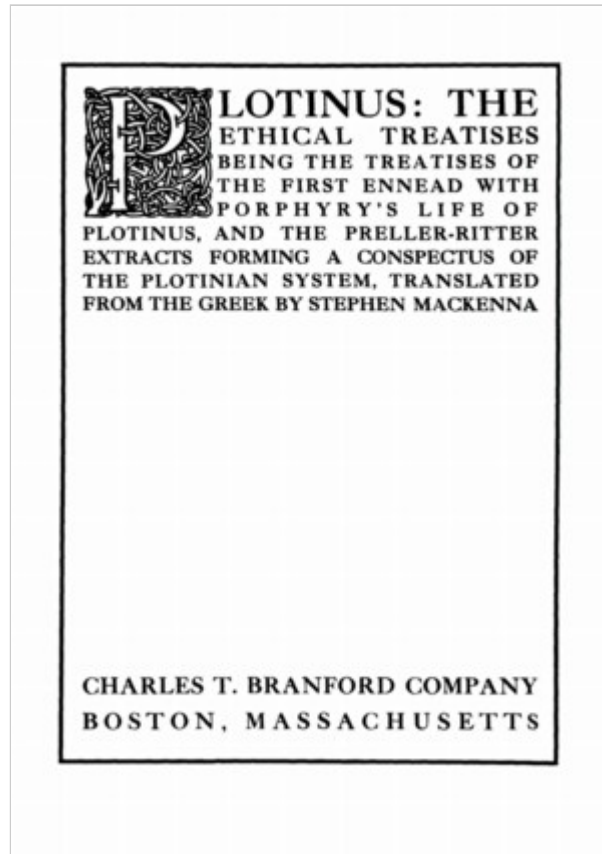 PLOTINUS: THE
ETHICAL TREATISES
BEING THE TREATISES OF
THE FIRST ENNEAD WITH
PORPHYRY'S LIFE OF
PLOTINUS, AND THE PRELLER-RITTER
EXTRACTS FORMING A CONSPECTUS OF
THE PLOTINIAN SYSTEM, TRANSLATED
FROM THE GREEK BY STEPHEN MACKENNA
CHARLES T. BRANFORD COMPANY
BOSTON, MASSACHUSETTS